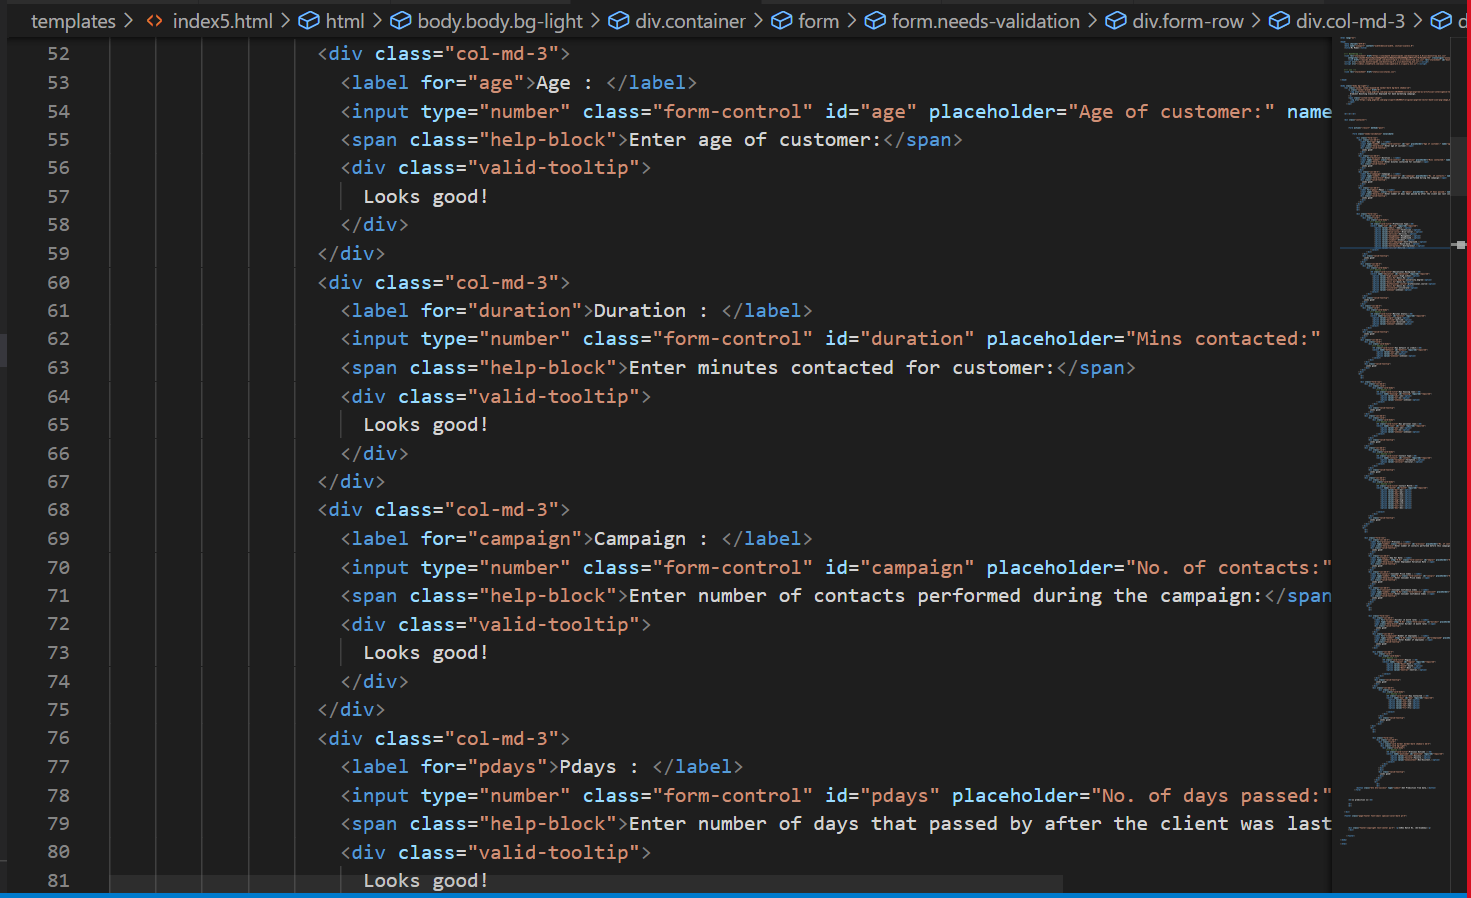 templates > <> index5.html > html > body.body.bg-light > div.container > form > form.needs-validation > div.form-row > div.col-md-3 > d
52 <div class="col-md-3">
53 <label for="age">Age : </label>
54 <input type="number" class="form-control" id="age" placeholder="Age of customer:" name
55 <span class="help-block">Enter age of customer:</span>
56 <div class="valid-tooltip">
57 Looks good!
58 </div>
59 </div>
60 <div class="col-md-3">
61 <label for="duration">Duration : </label>
62 <input type="number" class="form-control" id="duration" placeholder="Mins contacted:"
63 <span class="help-block">Enter minutes contacted for customer:</span>
64 <div class="valid-tooltip">
65 Looks good!
66 </div>
67 </div>
68 <div class="col-md-3">
69 <label for="campaign">Campaign : </label>
70 <input type="number" class="form-control" id="campaign" placeholder="No. of contacts:"
71 <span class="help-block">Enter number of contacts performed during the campaign:</span
72 <div class="valid-tooltip">
73 Looks good!
74 </div>
75 </div>
76 <div class="col-md-3">
77 <label for="pdays">Pdays : </label>
78 <input type="number" class="form-control" id="pdays" placeholder="No. of days passed:"
79 <span class="help-block">Enter number of days that passed by after the client was last
80 <div class="valid-tooltip">
81 Looks good!